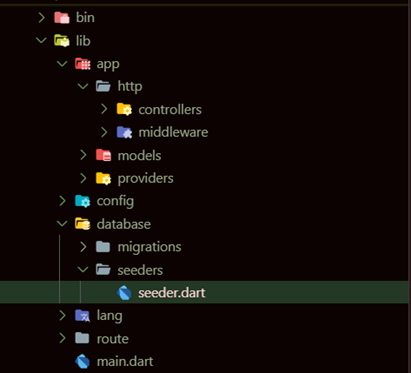 bin
lib
app
http
controllers
middleware
models
providers
config
database
migrations
seeders
seeder.dart
lang
route
main.dart